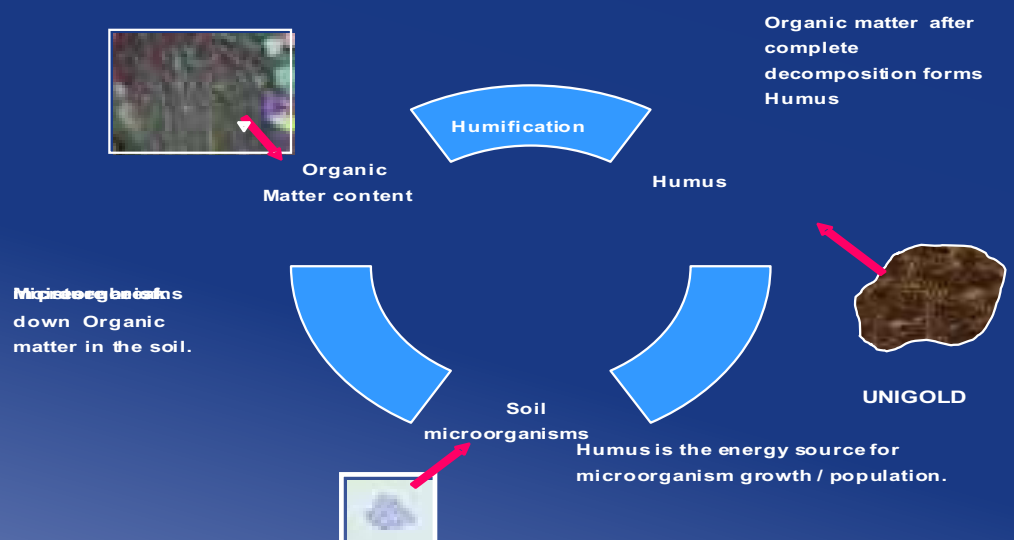 Organic matter after
complete
decomposition forms
Humus
Humification
Organic
Matter content
Humus
down Organic
matter in the soil.
UNIGOLD
Soil
microorganisms
Humus is the energy source for
microorganism growth / population.